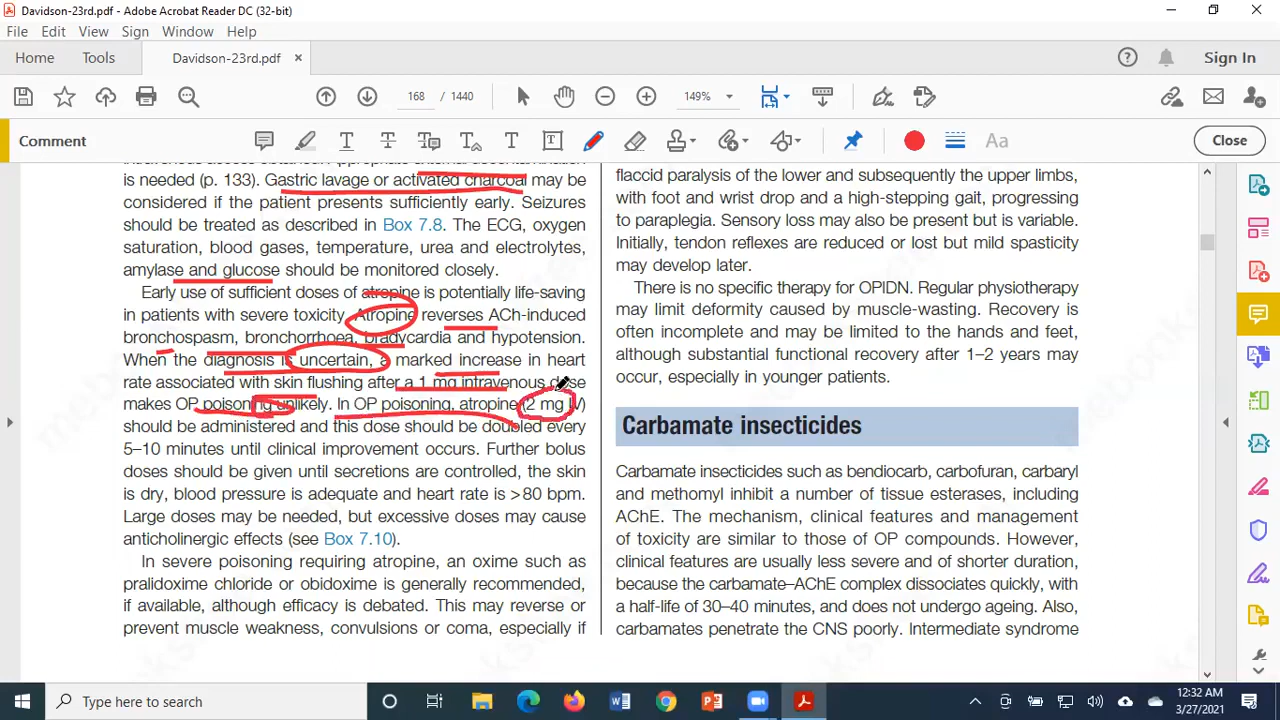 Davidson-23rd.pdf - Adobe Acrobat Reader DC (32-bit)
File Edit View Sign Window Help
Home Tools Davidson-23rd.pdf × Sign In
168 / 1440 149%
Comment Close
is needed (p. 133). Gastric lavage or activated charcoal may be
considered if the patient presents sufficiently early. Seizures
should be treated as described in Box 7.8. The ECG, oxygen
saturation, blood gases, temperature, urea and electrolytes,
amylase and glucose should be monitored closely.
Early use of sufficient doses of atropine is potentially life-saving
in patients with severe toxicity. Atropine reverses ACh-induced
bronchospasm, bronchorrhoea, bradycardia and hypotension.
When the diagnosis is uncertain, a marked increase in heart
rate associated with skin flushing after a 1 mg intravenous dose
makes OP poisoning unlikely. In OP poisoning, atropine (2 mg IV)
should be administered and this dose should be doubled every
5–10 minutes until clinical improvement occurs. Further bolus
doses should be given until secretions are controlled, the skin
is dry, blood pressure is adequate and heart rate is >80 bpm.
Large doses may be needed, but excessive doses may cause
anticholinergic effects (see Box 7.10).
In severe poisoning requiring atropine, an oxime such as
pralidoxime chloride or obidoxime is generally recommended,
if available, although efficacy is debated. This may reverse or
prevent muscle weakness, convulsions or coma, especially if
flaccid paralysis of the lower and subsequently the upper limbs,
with foot and wrist drop and a high-stepping gait, progressing
to paraplegia. Sensory loss may also be present but is variable.
Initially, tendon reflexes are reduced or lost but mild spasticity
may develop later.
There is no specific therapy for OPIDN. Regular physiotherapy
may limit deformity caused by muscle-wasting. Recovery is
often incomplete and may be limited to the hands and feet,
although substantial functional recovery after 1–2 years may
occur, especially in younger patients.
Carbamate insecticides
Carbamate insecticides such as bendiocarb, carbofuran, carbaryl
and methomyl inhibit a number of tissue esterases, including
AChE. The mechanism, clinical features and management
of toxicity are similar to those of OP compounds. However,
clinical features are usually less severe and of shorter duration,
because the carbamate–AChE complex dissociates quickly, with
a half-life of 30–40 minutes, and does not undergo ageing. Also,
carbamates penetrate the CNS poorly. Intermediate syndrome
Type here to search
12:32 AM
3/27/2021